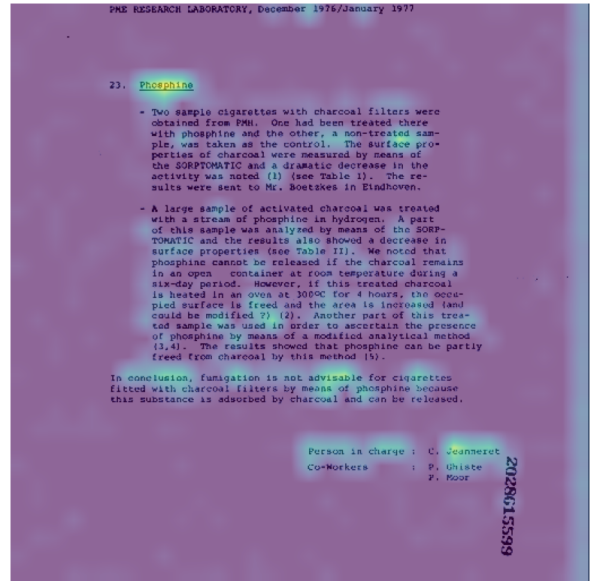 PME RESEARCH LABORATORY, December 1976/January 1977
23. Phosphine
- Two sample cigarettes with charcoal filters were
obtained from PMH. One had been treated there
with phosphine and the other, a non-treated sam-
ple, was taken as the control. The surface pro-
perties of charcoal were measured by means of
the SORPTOMATIC and a dramatic decrease in the
activity was noted (1) (see Table I). The re-
sults were sent to Mr. Boetzkes in Eindhoven.
- A large sample of activated charcoal was treated
with a stream of phosphine in hydrogen. A part
of this sample was analyzed by means of the SORP-
TOMATIC and the results also showed a decrease in
surface properties (see Table II). We noted that
phosphine cannot be released if the charcoal remains
in an open container at room temperature during a
six-day period. However, if this treated charcoal
is heated in an oven at 300ºC for 4 hours, the occu-
pied surface is freed and the area is increased (and
could be modified ?) (2). Another part of this trea-
ted sample was used in order to ascertain the presence
of phosphine by means of a modified analytical method
(3,4). The results showed that phosphine can be partly
freed from charcoal by this method (5).
In conclusion, fumigation is not advisable for cigarettes
fitted with charcoal filters by means of phosphine because
this substance is adsorbed by charcoal and can be released.
Person in charge : C. Jeanneret
Co-Workers : P. Ghiste
P. Moor
2028615599